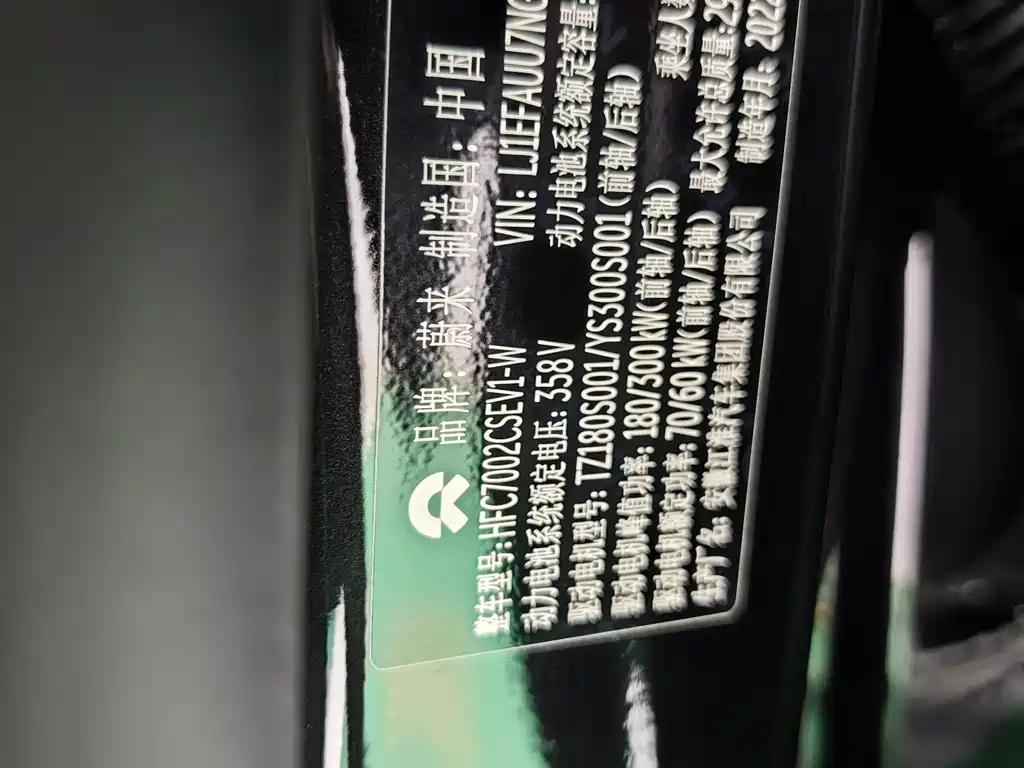 品牌：蔚来 制造国：中国
整车型号：HFC7002CSEV1-W VIN：LJ1EFAUU7NG
动力电池系统额定电压：358V 动力电池系统额定容量：
驱动电机型号：TZ180S001/YS300S001（前轴/后轴）
驱动电机峰值功率：180/300kW（前轴/后轴） 乘坐人数
驱动电机额定功率：70/60kW（前轴/后轴） 最大允许总质量：29
生产厂名：安徽江淮汽车集团股份有限公司 制造年月：2022